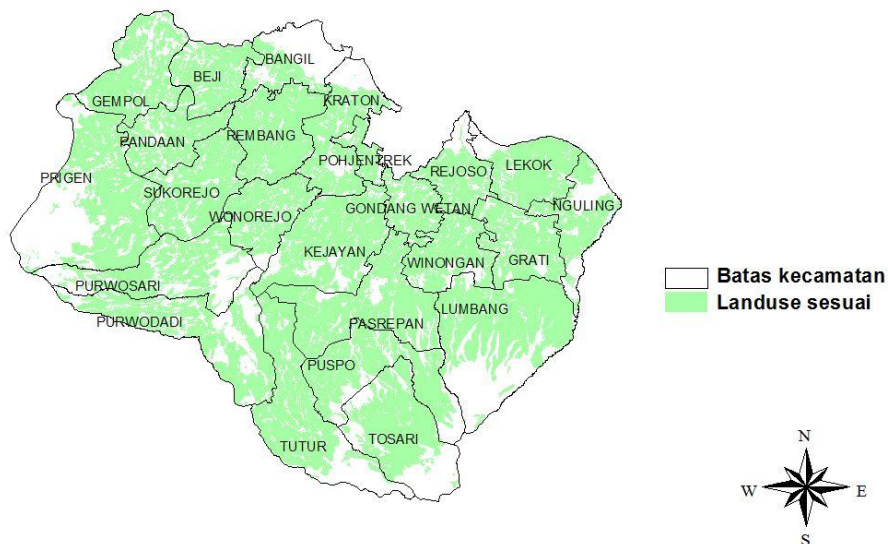 BANGIL
BEJI
GEMPOL
KRATON
PANDAAN
REMBANG
POHJENTREK
REJOSO
LEKOK
PRIGEN
SUKOREJO
WONOREJO
GONDANG WETAN
NGULING
KEJAYAN
WINONGAN
GRATI
PURWOSARI
PURWODADI
PASREPAN
LUMBANG
PUSPO
TUTUR
TOSARI
Batas kecamatan
Landuse sesuai
N
W
E
S